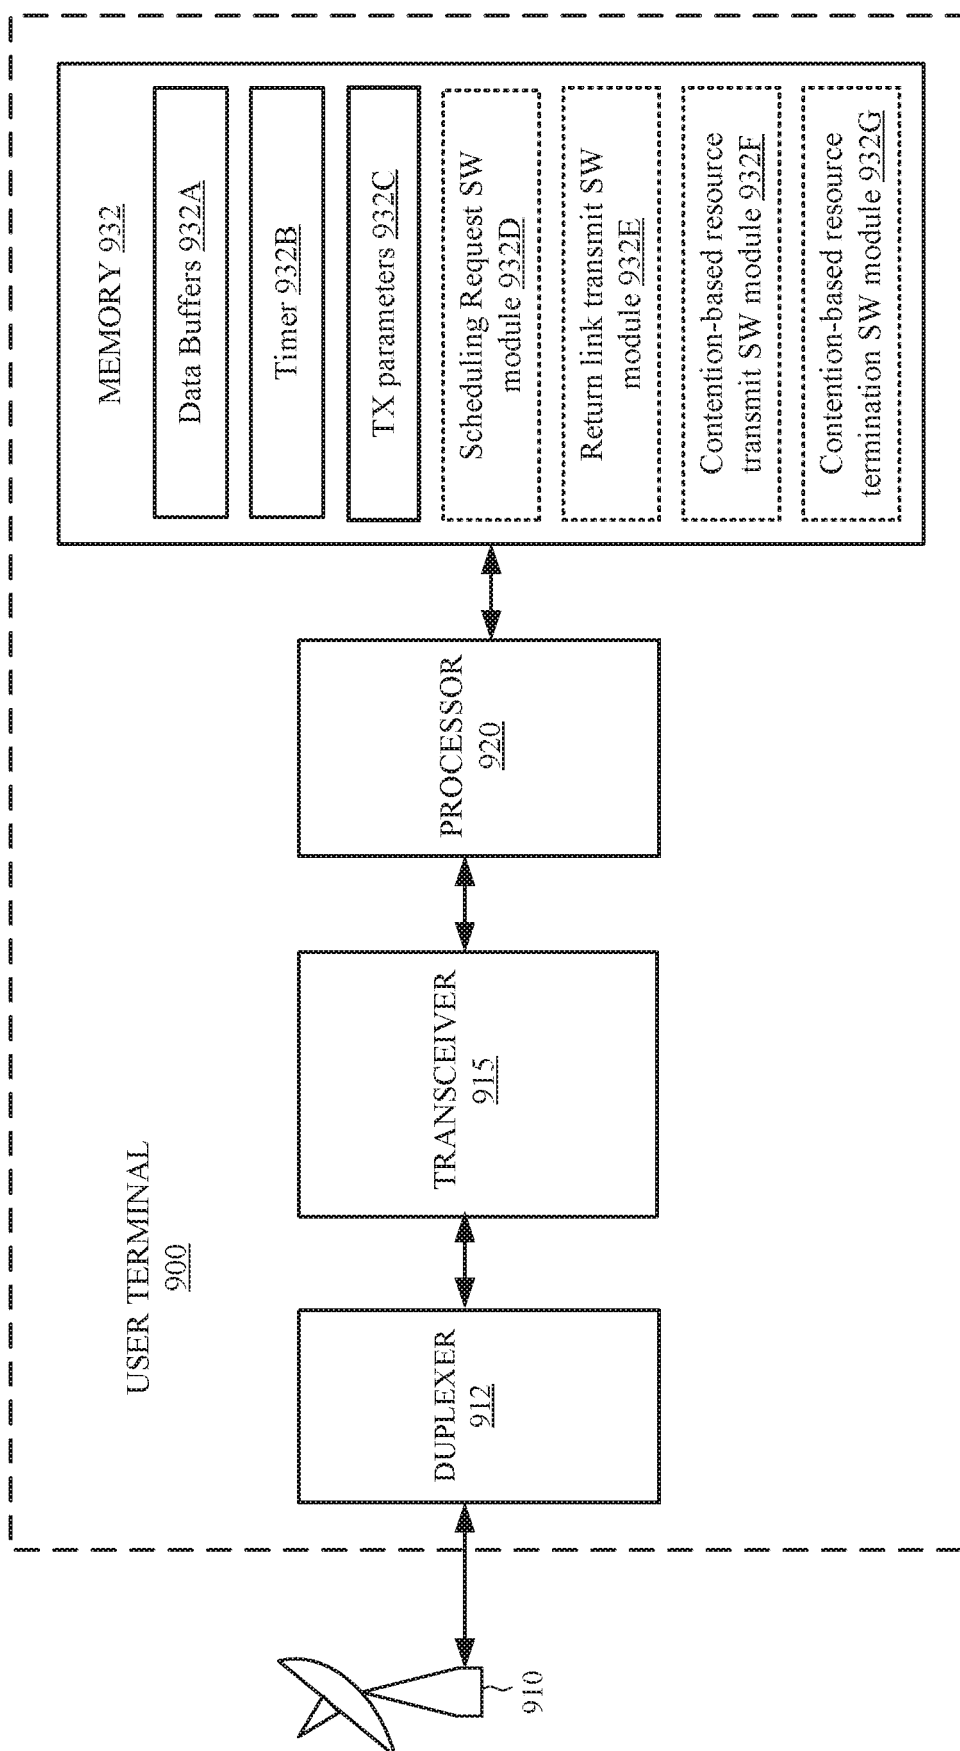 USER TERMINAL
900
910
DUPLEXER
912
TRANSCEIVER
915
PROCESSOR
920
MEMORY 932
Data Buffers 932A
Timer 932B
TX parameters 932C
Scheduling Request SW
module 932D
Return link transmit SW
module 932E
Contention-based resource
transmit SW module 932F
Contention-based resource
termination SW module 932G